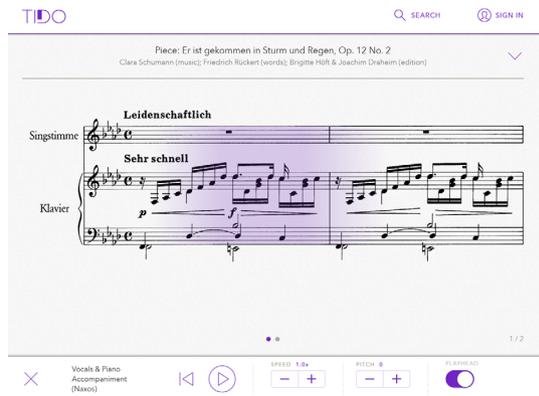 TIDO
SEARCH
SIGN IN
Piece: Er ist gekommen in Sturm und Regen, Op. 12 No. 2
Clara Schumann (music); Friedrich Rückert (words); Brigitte Höft & Joachim Draheim (edition)
Leidenschaftlich
Singstimme
Sehr schnell
Klavier
p
f
1 / 2
Vocals & Piano
Accompaniment
(Naxos)
SPEED 1.0x
PITCH 0
PLAYHEAD